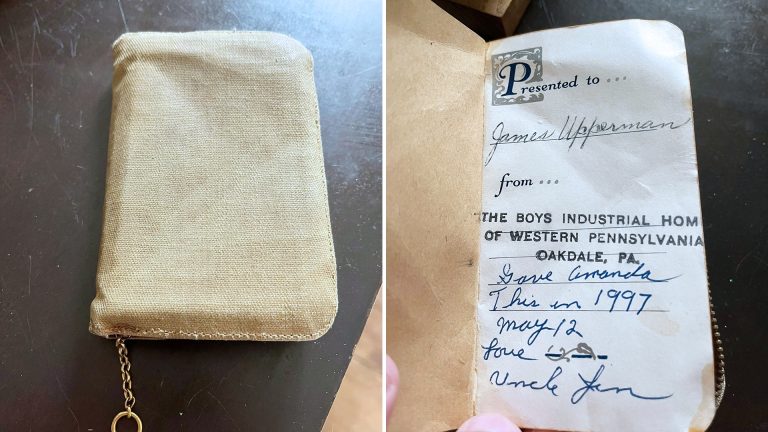 Presented to ...
James Upperman
from ...
THE BOYS INDUSTRIAL HOM
OF WESTERN PENNSYLVANIA
OAKDALE, PA.
Gave Amanda
This in 1997
May 12
Love
Uncle Jim